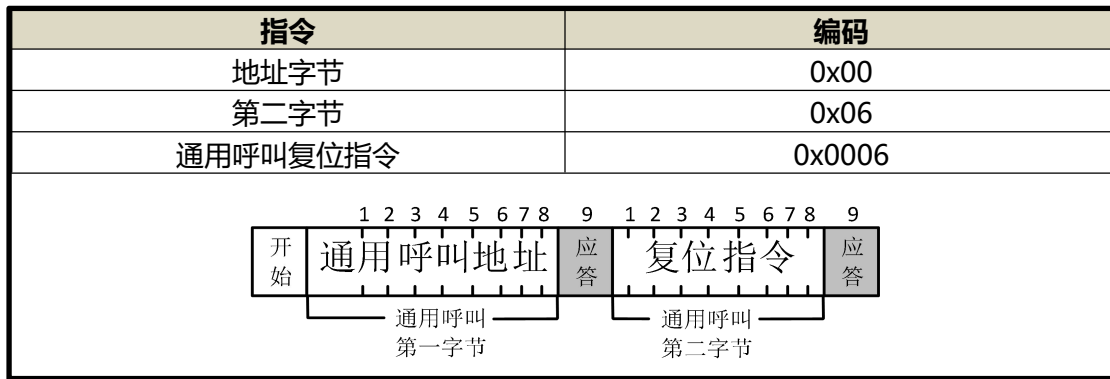 指令 编码
地址字节 0x00
第二字节 0x06
通用呼叫复位指令 0x0006
1 2 3 4 5 6 7 8 9 1 2 3 4 5 6 7 8 9
开始 通用呼叫地址 应答 复位指令 应答
通用呼叫 通用呼叫
第一字节 第二字节